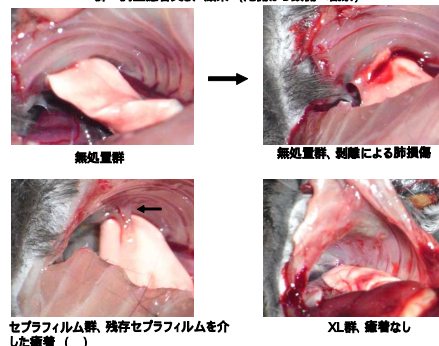 無処置群
無処置群、剥離による肺損傷
セプラフィルム群、残存セプラフィルムを介
した癒着 (　)
XL群、癒着なし